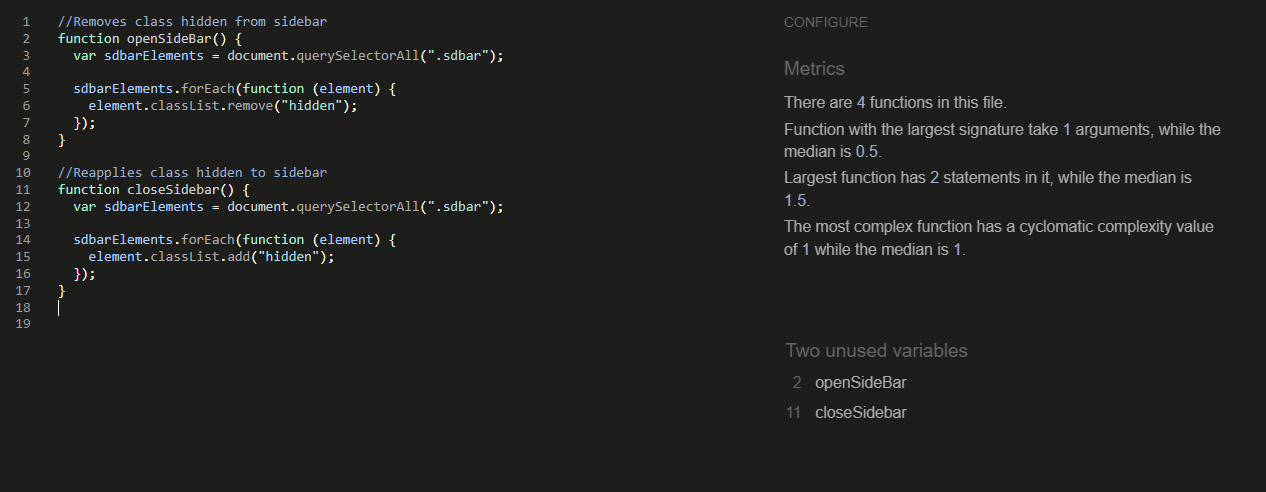 1 //Removes class hidden from sidebar
2 function openSideBar() {
3 var sdbarElements = document.querySelectorAll(".sdbar");
4
5 sdbarElements.forEach(function (element) {
6 element.classList.remove("hidden");
7 });
8 }
9
10 //Reapplies class hidden to sidebar
11 function closeSidebar() {
12 var sdbarElements = document.querySelectorAll(".sdbar");
13
14 sdbarElements.forEach(function (element) {
15 element.classList.add("hidden");
16 });
17 }
18
19
CONFIGURE
Metrics
There are 4 functions in this file.
Function with the largest signature take 1 arguments, while the
median is 0.5.
Largest function has 2 statements in it, while the median is
1.5.
The most complex function has a cyclomatic complexity value
of 1 while the median is 1.
Two unused variables
2 openSideBar
11 closeSidebar